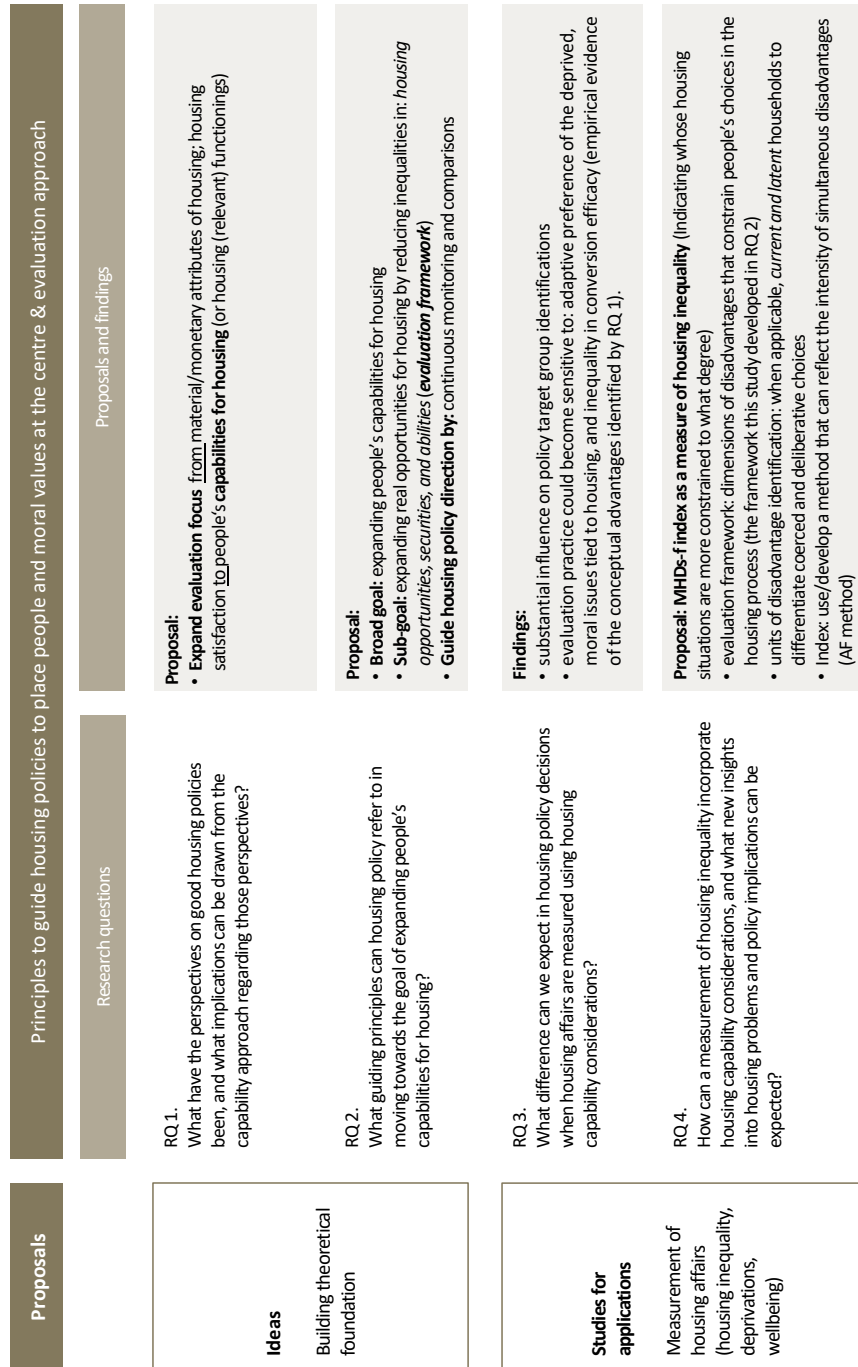 Proposals
Principles to guide housing policies to place people and moral values at the centre & evaluation approach
Research questions
Proposals and findings
Ideas
Building theoretical
foundation
RQ 1.
What have the perspectives on good housing policies
been, and what implications can be drawn from the
capability approach regarding those perspectives?
Proposal:
• Expand evaluation focus from material/monetary attributes of housing; housing
satisfaction to people's capabilities for housing (or housing (relevant) functionings)
RQ 2.
What guiding principles can housing policy refer to in
moving towards the goal of expanding people's
capabilities for housing?
Proposal:
• Broad goal: expanding people's capabilities for housing
• Sub-goal: expanding real opportunities for housing by reducing inequalities in: housing
opportunities, securities, and abilities (evaluation framework)
• Guide housing policy direction by: continuous monitoring and comparisons
Studies for
applications
Measurement of
housing affairs
(housing inequality,
deprivations,
wellbeing)
RQ 3.
What difference can we expect in housing policy decisions
when housing affairs are measured using housing
capability considerations?
Findings:
• substantial influence on policy target group identifications
• evaluation practice could become sensitive to: adaptive preference of the deprived,
moral issues tied to housing, and inequality in conversion efficacy (empirical evidence
of the conceptual advantages identified by RQ 1).
RQ 4.
How can a measurement of housing inequality incorporate
housing capability considerations, and what new insights
into housing problems and policy implications can be
expected?
Proposal: MHDs-f index as a measure of housing inequality (Indicating whose housing
situations are more constrained to what degree)
• evaluation framework: dimensions of disadvantages that constrain people's choices in the
housing process (the framework this study developed in RQ 2)
• units of disadvantage identification: when applicable, current and latent households to
differentiate coerced and deliberative choices
• Index: use/develop a method that can reflect the intensity of simultaneous disadvantages
(AF method)